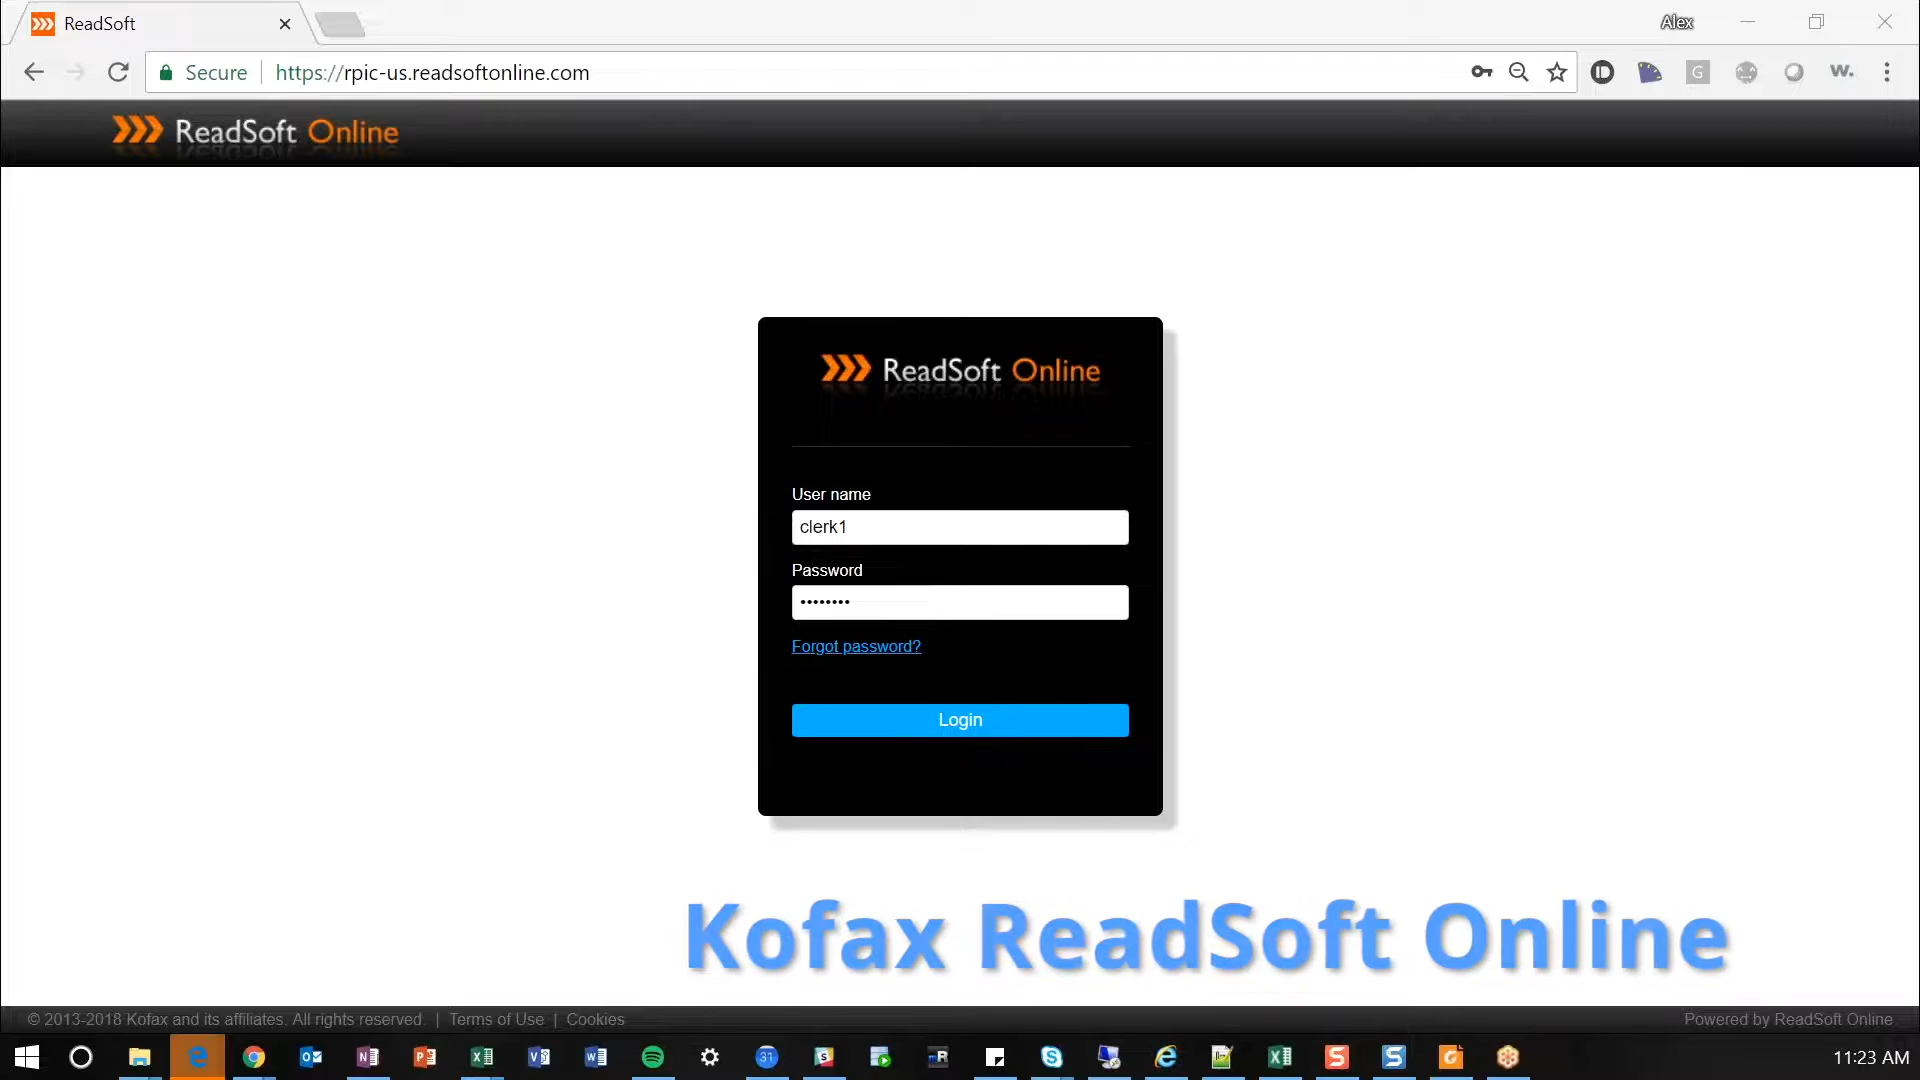 ReadSoft
Alex
Secure
https://rpic-us.readsoftonline.com
ReadSoft Online
ReadSoft Online
User name
clerk1
Password
••••••••
Forgot password?
Login
Kofax ReadSoft Online
© 2013-2018 Kofax and its affiliates. All rights reserved. | Terms of Use | Cookies
Powered by ReadSoft Online
11:23 AM